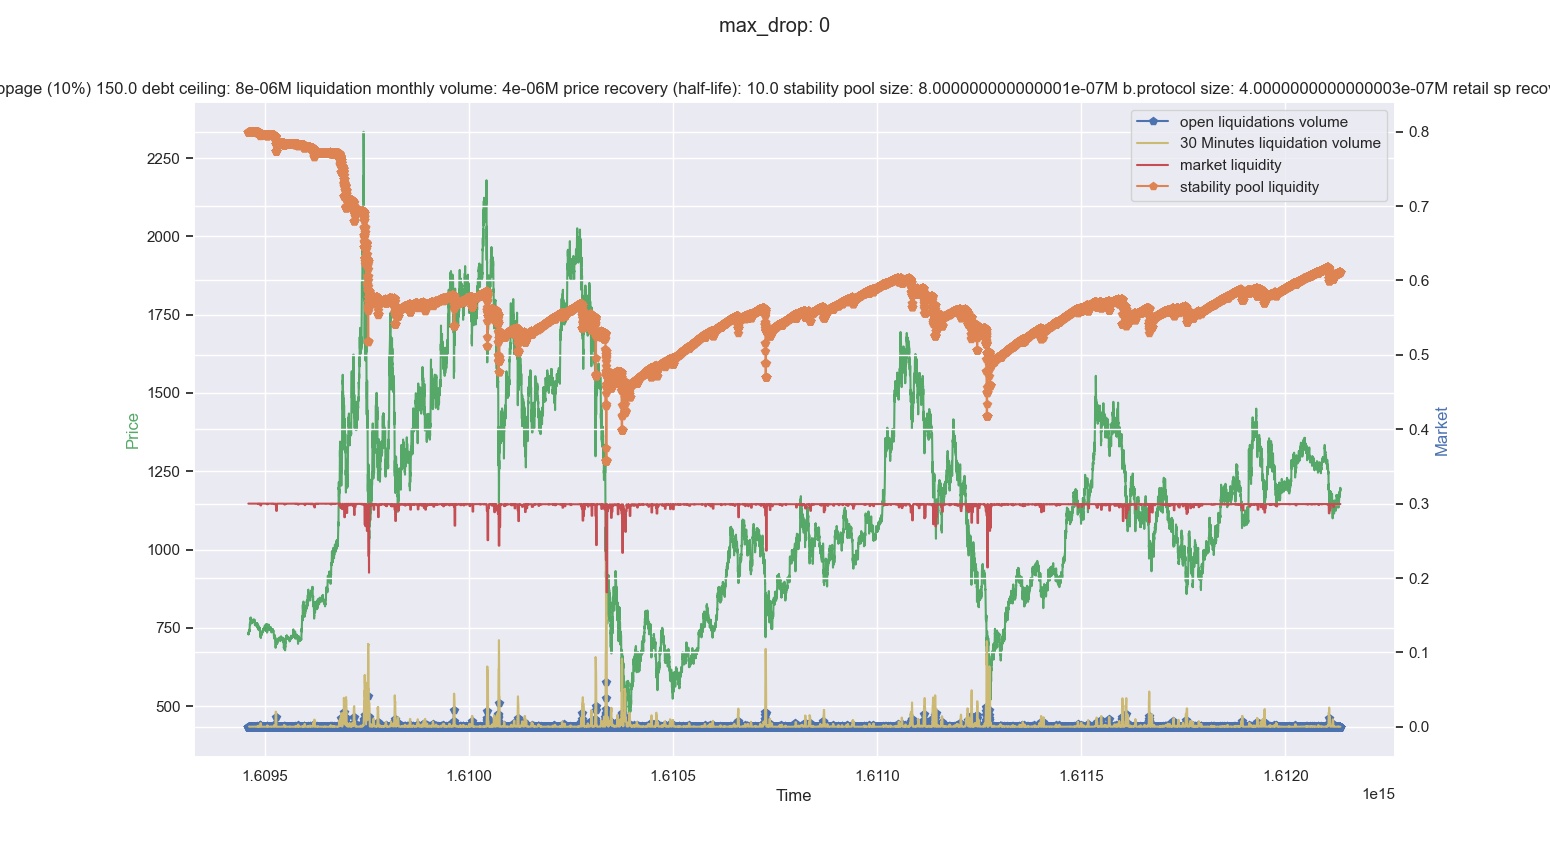 max_drop: 0
opage (10%) 150.0 debt ceiling: 8e-06M liquidation monthly volume: 4e-06M price recovery (half-life): 10.0 stability pool size: 8.000000000000001e-07M b.protocol size: 4.0000000000000003e-07M retail sp recov
open liquidations volume
30 Minutes liquidation volume
market liquidity
stability pool liquidity
2250
2000
1750
1500
1250
1000
750
500
Price
0.8
0.7
0.6
0.5
0.4
0.3
0.2
0.1
0.0
Market
1.6095 1.6100 1.6105 1.6110 1.6115 1.6120
Time
1e15